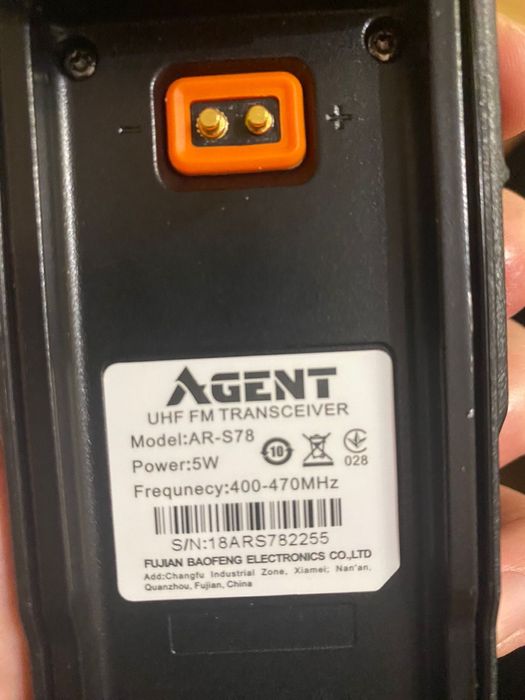 - +
AGENT
UHF FM TRANSCEIVER
Model:AR-S78
Power:5W
10
028
Frequnecy:400-470MHz
S/N:18ARS782255
FUJIAN BAOFENG ELECTRONICS CO.,LTD
Add:Changfu Industrial Zone, Xiamei; Nan'an,
Quanzhou, Fujian, China